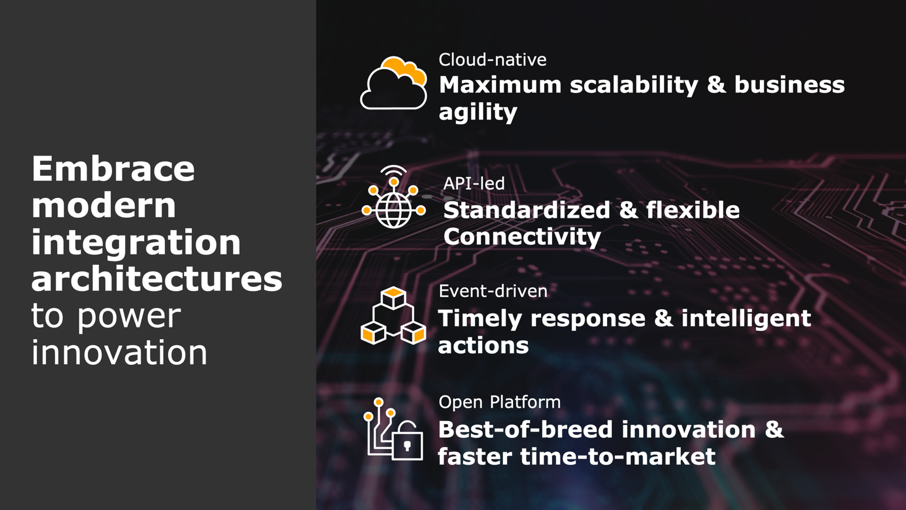 Embrace
modern
integration
architectures
to power
innovation
Cloud-native
Maximum scalability & business
agility
API-led
Standardized & flexible
Connectivity
Event-driven
Timely response & intelligent
actions
Open Platform
Best-of-breed innovation &
faster time-to-market